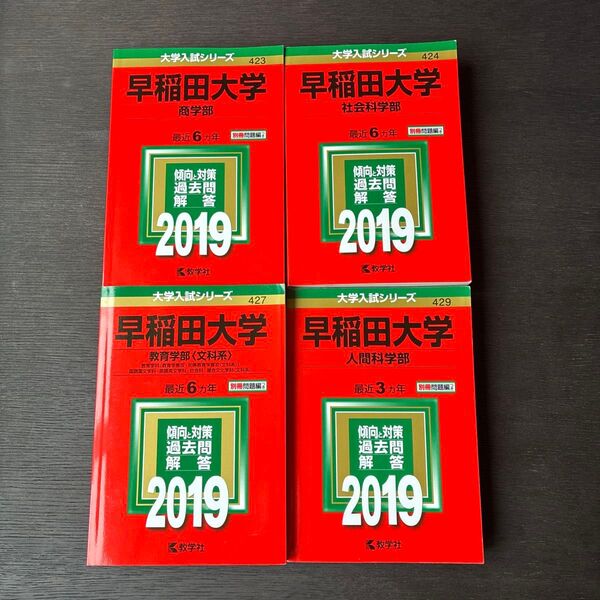 大学入試シリーズ
423
早稲田大学
商学部
最近6カ年
別冊問題編
傾向と対策
過去問
解答
2019
教学社
大学入試シリーズ
424
早稲田大学
社会科学部
最近6カ年
別冊問題編
傾向と対策
過去問
解答
2019
教学社
大学入試シリーズ
427
早稲田大学
教育学部〈文科系〉
最近6カ年
別冊問題編
傾向と対策
過去問
解答
2019
教学社
大学入試シリーズ
429
早稲田大学
人間科学部
最近3カ年
別冊問題編
傾向と対策
過去問
解答
2019
教学社